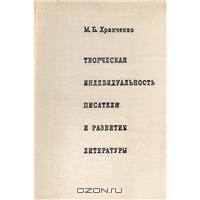 М. Б. Храпченко
ТВОРЧЕСКАЯ
ИНДИВИДУАЛЬНОСТЬ
ПИСАТЕЛЯ
И РАЗВИТИЕ
ЛИТЕРАТУРЫ
OZON.ru